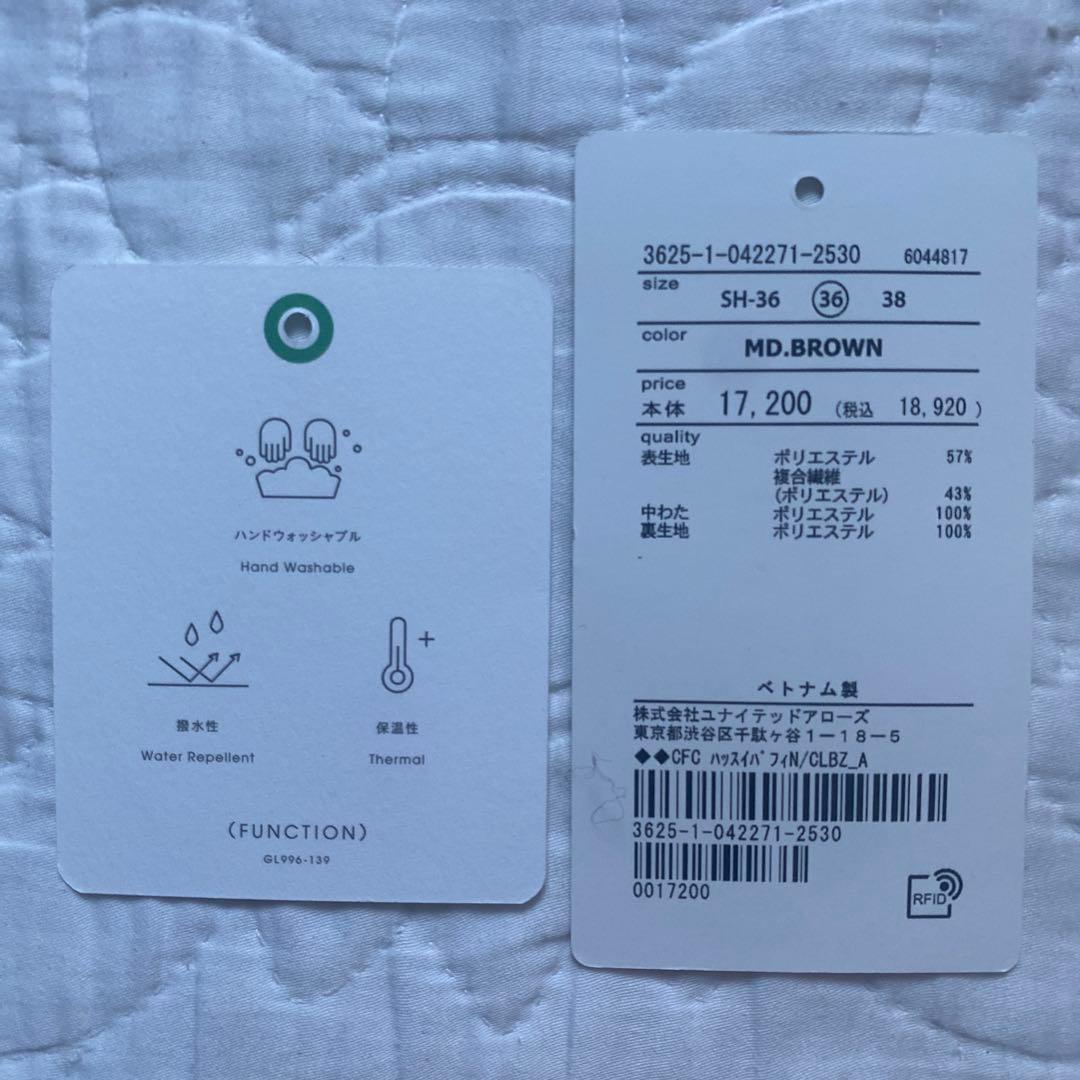 ハンドウォッシャブル
Hand Washable
撥水性
Water Repellent
保温性
Thermal
(FUNCTION)
GL996-139
3625-1-042271-2530 6044817
size
SH-36 36 38
color
MD.BROWN
price
本体 17,200 (税込 18,920)
quality
表生地 ポリエステル 57%
複合繊維
(ポリエステル) 43%
中わた ポリエステル 100%
裏生地 ポリエステル 100%
ベトナム製
株式会社ユナイテッドアローズ
東京都渋谷区千駄ヶ谷1-18-5
◆◆CFC ハッスイパフィN/CLBZ_A
3625-1-042271-2530
0017200
RFID